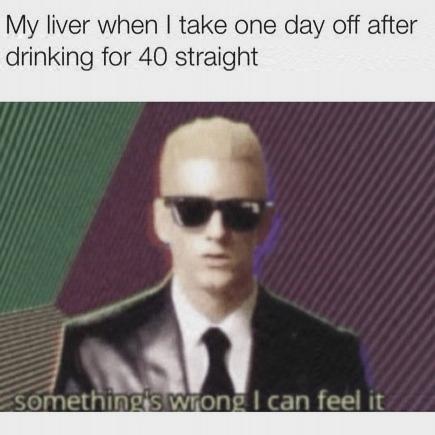 My liver when I take one day off after
drinking for 40 straight
something's wrong I can feel it